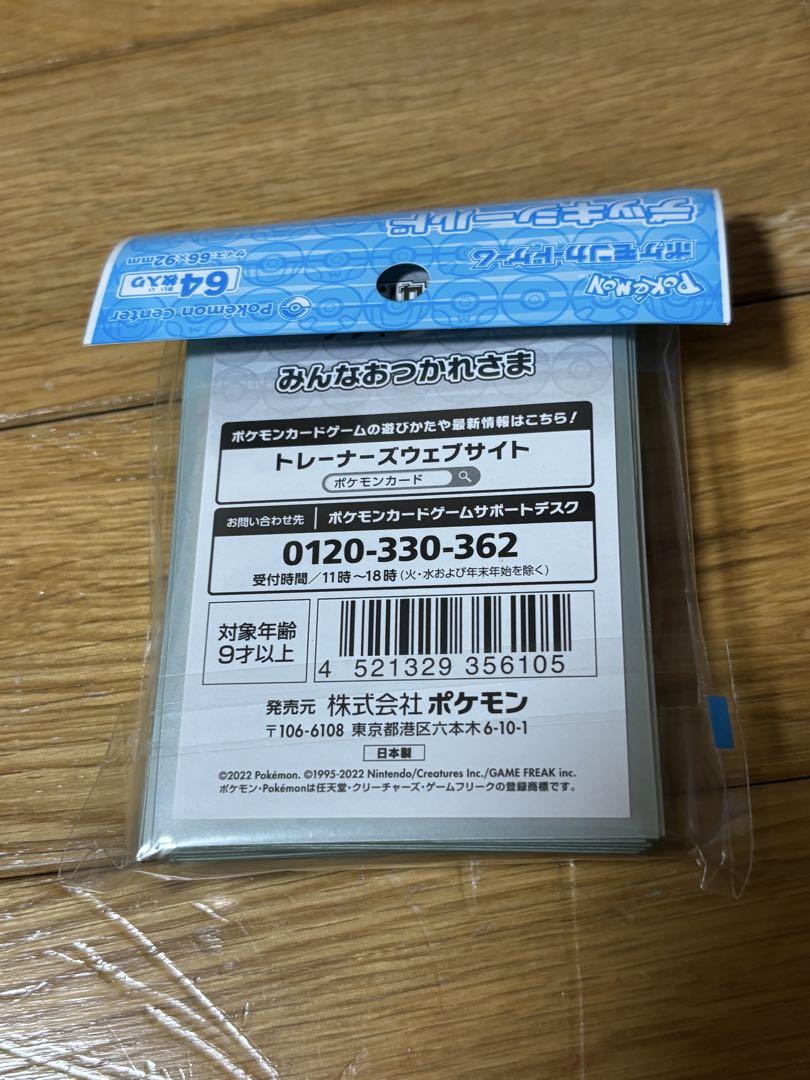 デッキシールド
ポケモンカードゲーム
POKÉMON
サイズ:66×92mm
64枚入り
Pokémon Center
みんなおつかれさま
ポケモンカードゲームの遊びかたや最新情報はこちら!
トレーナーズウェブサイト
ポケモンカード
お問い合わせ先 ポケモンカードゲームサポートデスク
0120-330-362
受付時間/11時～18時(火・水および年末年始を除く)
対象年齢
9才以上
4 521329 356105
発売元 株式会社ポケモン
〒106-6108 東京都港区六本木6-10-1
日本製
©2022 Pokémon. ©1995-2022 Nintendo/Creatures Inc./GAME FREAK inc.
ポケモン・Pokémonは任天堂・クリーチャーズ・ゲームフリークの登録商標です。